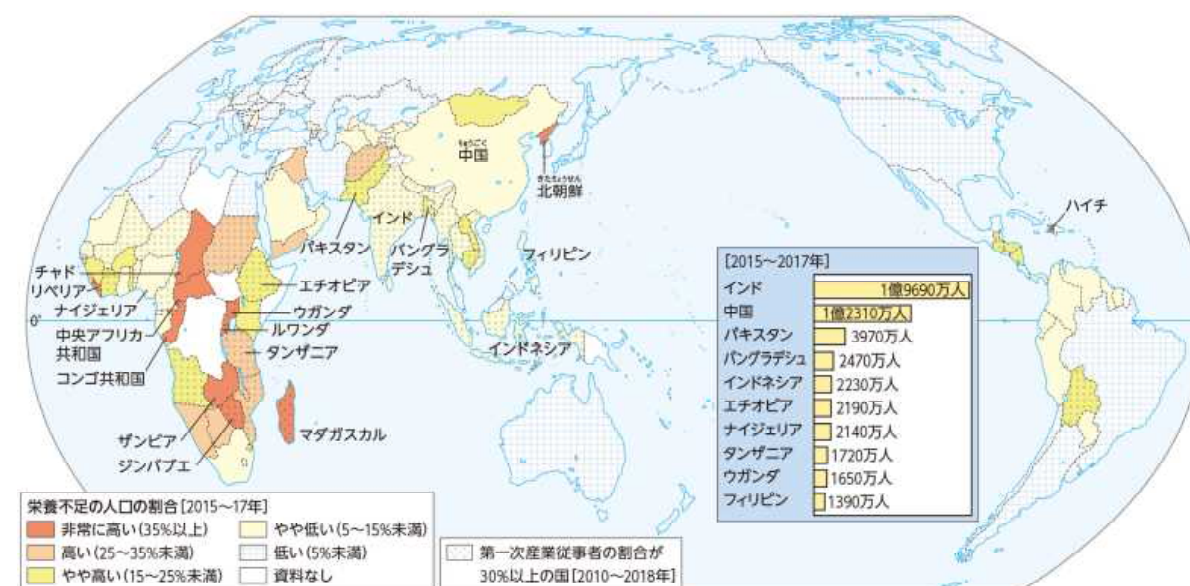 ちゅうごく
中国
きたちょうせん
北朝鮮
ハイチ
インド
パキスタン
バングラ
デシュ
フィリピン
チャド
リベリア
ナイジェリア
エチオピア
ウガンダ
0°
ルワンダ
中央アフリカ
共和国
タンザニア
インドネシア
コンゴ共和国
ザンビア
ジンバブエ
マダガスカル
[2015~2017年]
インド 1億9690万人
中国 1億2310万人
パキスタン 3970万人
バングラデシュ 2470万人
インドネシア 2230万人
エチオピア 2190万人
ナイジェリア 2140万人
タンザニア 1720万人
ウガンダ 1650万人
フィリピン 1390万人
栄養不足の人口の割合[2015~17年]
非常に高い(35%以上) やや低い(5~15%未満)
高い(25~35%未満) 低い(5%未満)
やや高い(15~25%未満) 資料なし
第一次産業従事者の割合が
30%以上の国[2010~2018年]